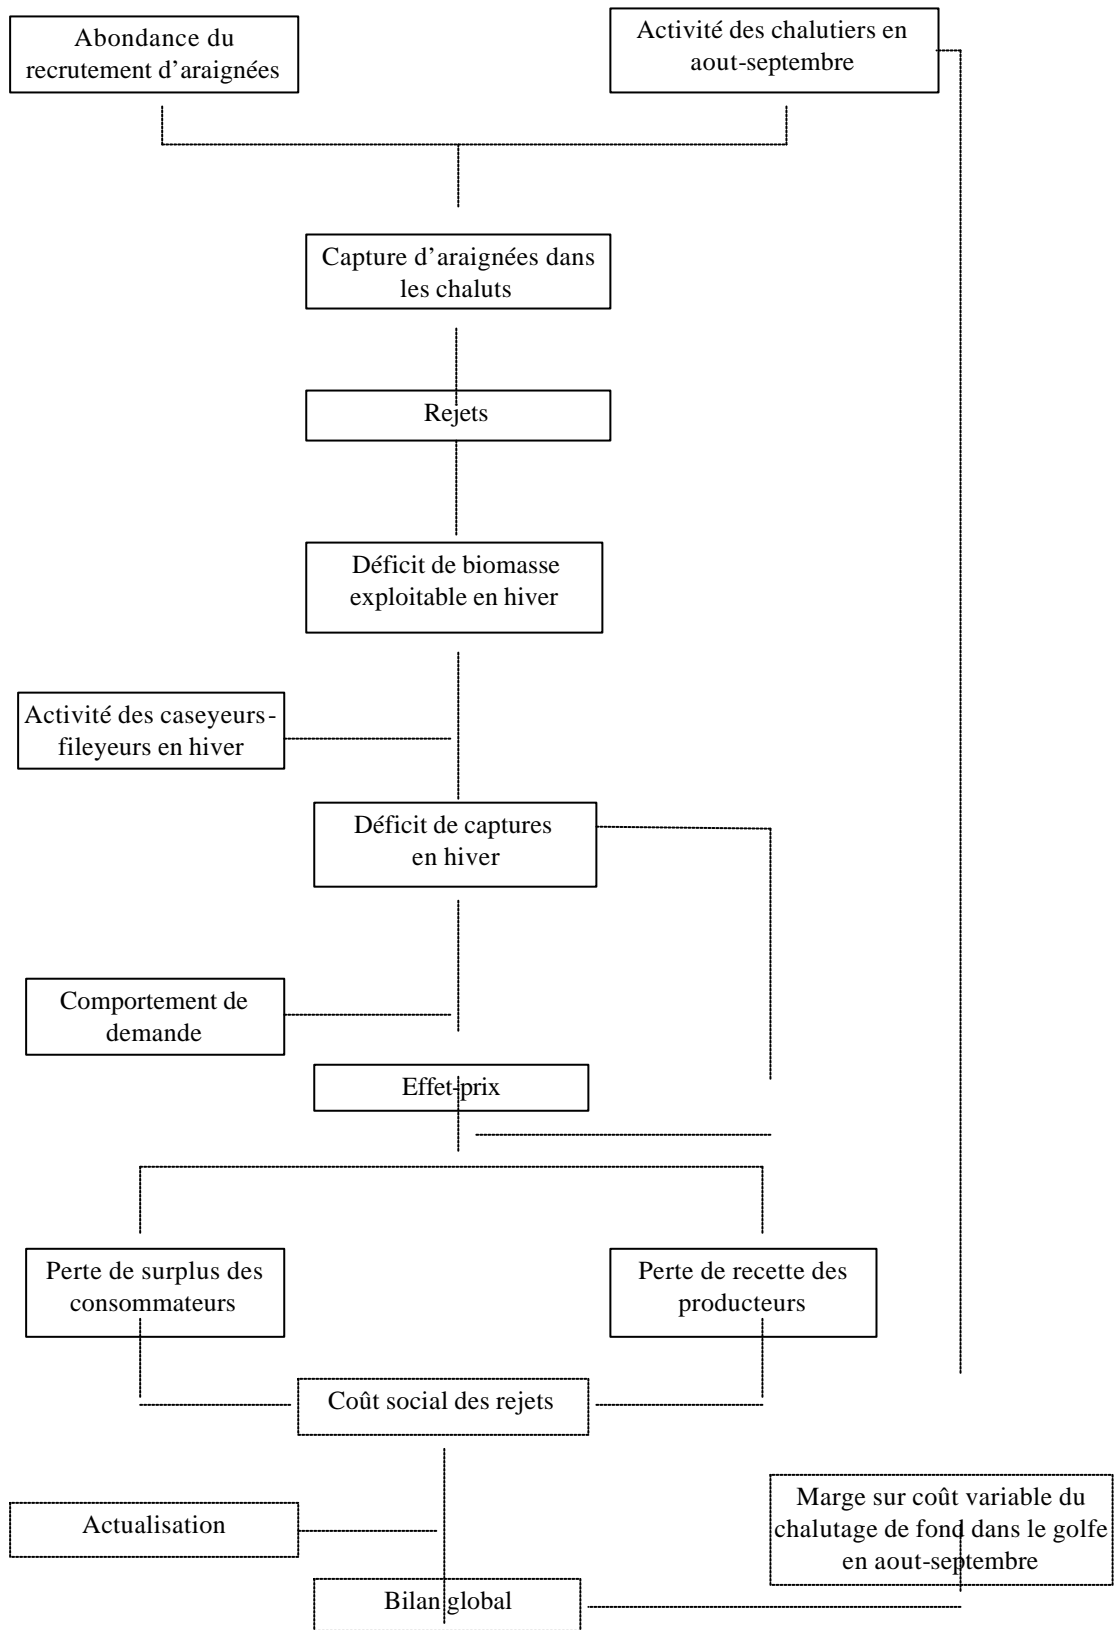 Abondance du
recrutement d'araignées
Activité des chalutiers en
aout-septembre
Capture d'araignées dans
les chaluts
Rejets
Déficit de biomasse
exploitable en hiver
Activité des caseyeurs-
fileyeurs en hiver
Déficit de captures
en hiver
Comportement de
demande
Effet-prix
Perte de surplus des
consommateurs
Perte de recette des
producteurs
Coût social des rejets
Actualisation
Marge sur coût variable du
chalutage de fond dans le golfe
en aout-septembre
Bilan global